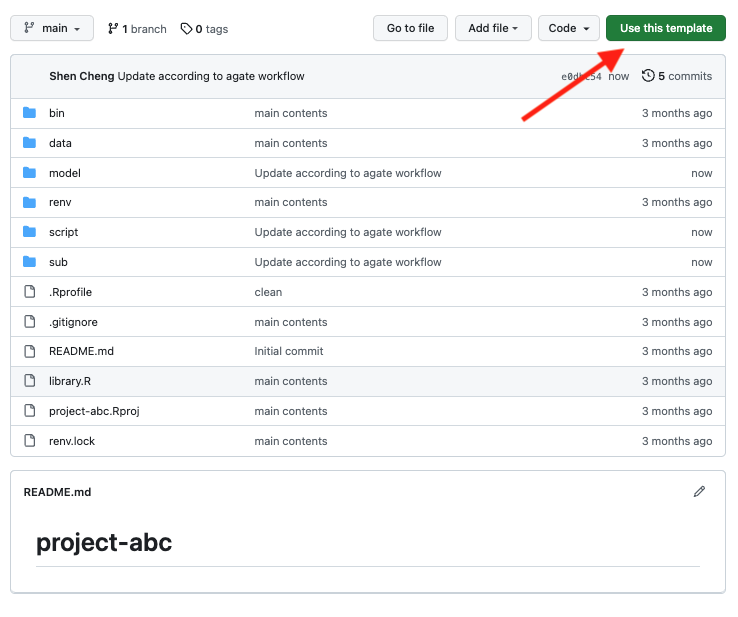 main 1 branch 0 tags Go to file Add file Code Use this template
Shen Cheng Update according to agate workflow now 5 commits
bin main contents 3 months ago
data main contents 3 months ago
model Update according to agate workflow now
renv main contents 3 months ago
script Update according to agate workflow now
sub Update according to agate workflow now
.Rprofile clean 3 months ago
.gitignore main contents 3 months ago
README.md Initial commit 3 months ago
library.R main contents 3 months ago
project-abc.Rproj main contents 3 months ago
renv.lock main contents 3 months ago
README.md
project-abc